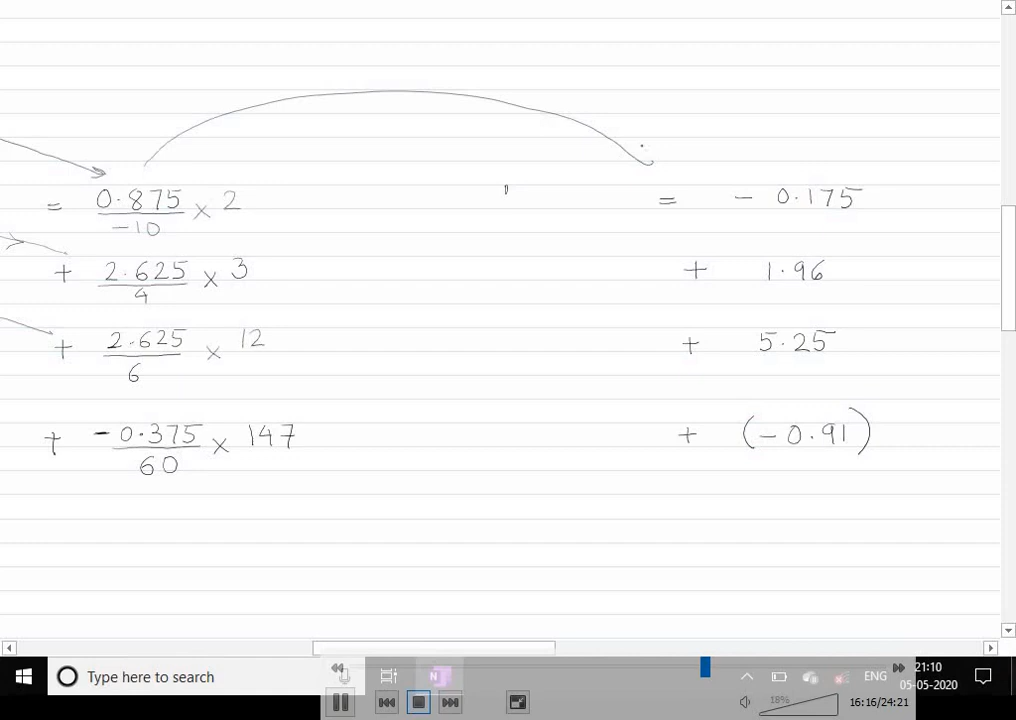 = 0.875/-10 × 2 = - 0.175
+ 2.625/4 × 3 + 1.96
+ 2.625/6 × 12 + 5.25
+ -0.375/60 × 147 + (-0.91)
Type here to search
N
ENG
21:10
05-05-2020
18%
16:16/24:21